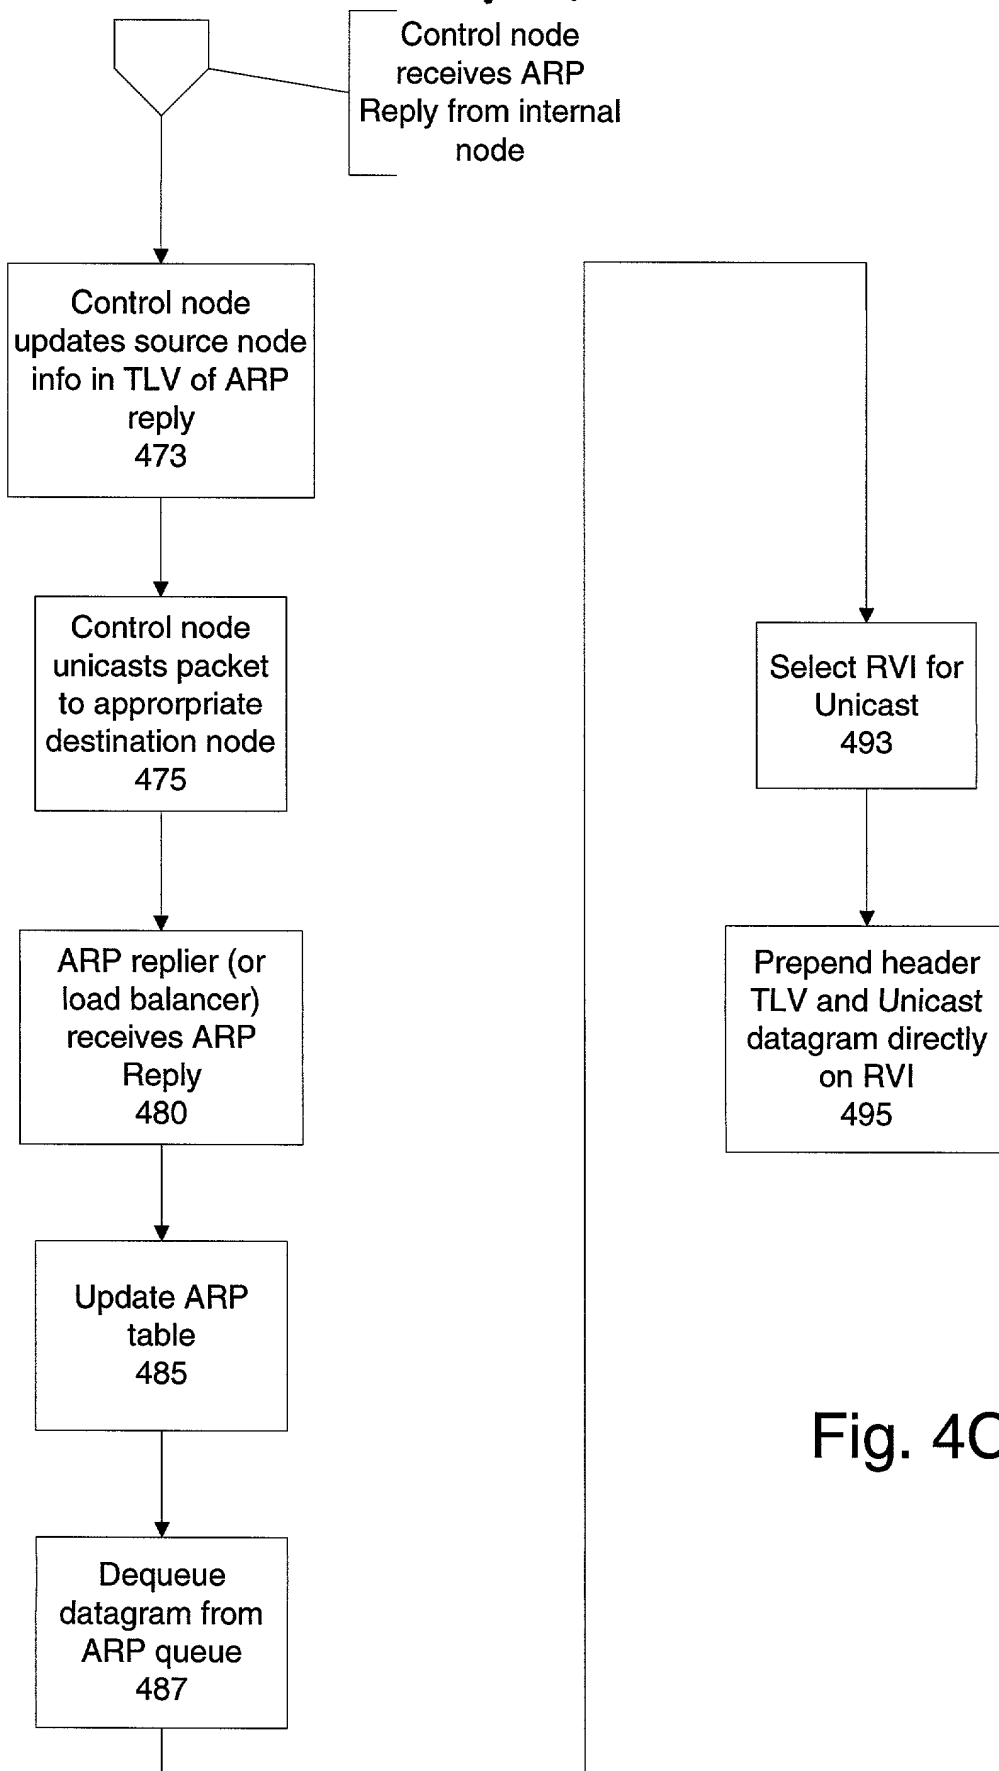 Control node
receives ARP
Reply from internal
node
Control node
updates source node
info in TLV of ARP
reply
473
Control node
unicasts packet
to approrpriate
destination node
475
ARP replier (or
load balancer)
receives ARP
Reply
480
Update ARP
table
485
Dequeue
datagram from
ARP queue
487
Select RVI for
Unicast
493
Prepend header
TLV and Unicast
datagram directly
on RVI
495
Fig. 4C